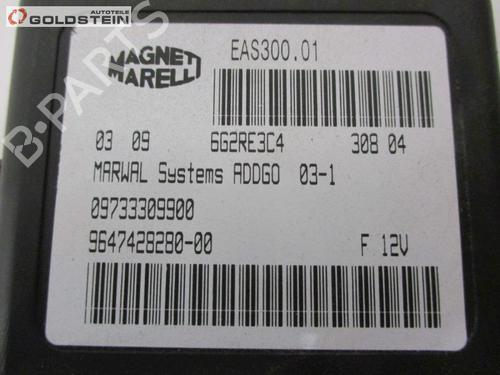 Autoteile
GOLDSTEIN
B-PARTS
MAGNET MARELLI
EAS300.01
03 09 6G2RE3C4 308 04
MARWAL Systems ADDGO 03-1
09733309900
9647428280-00 F 12V